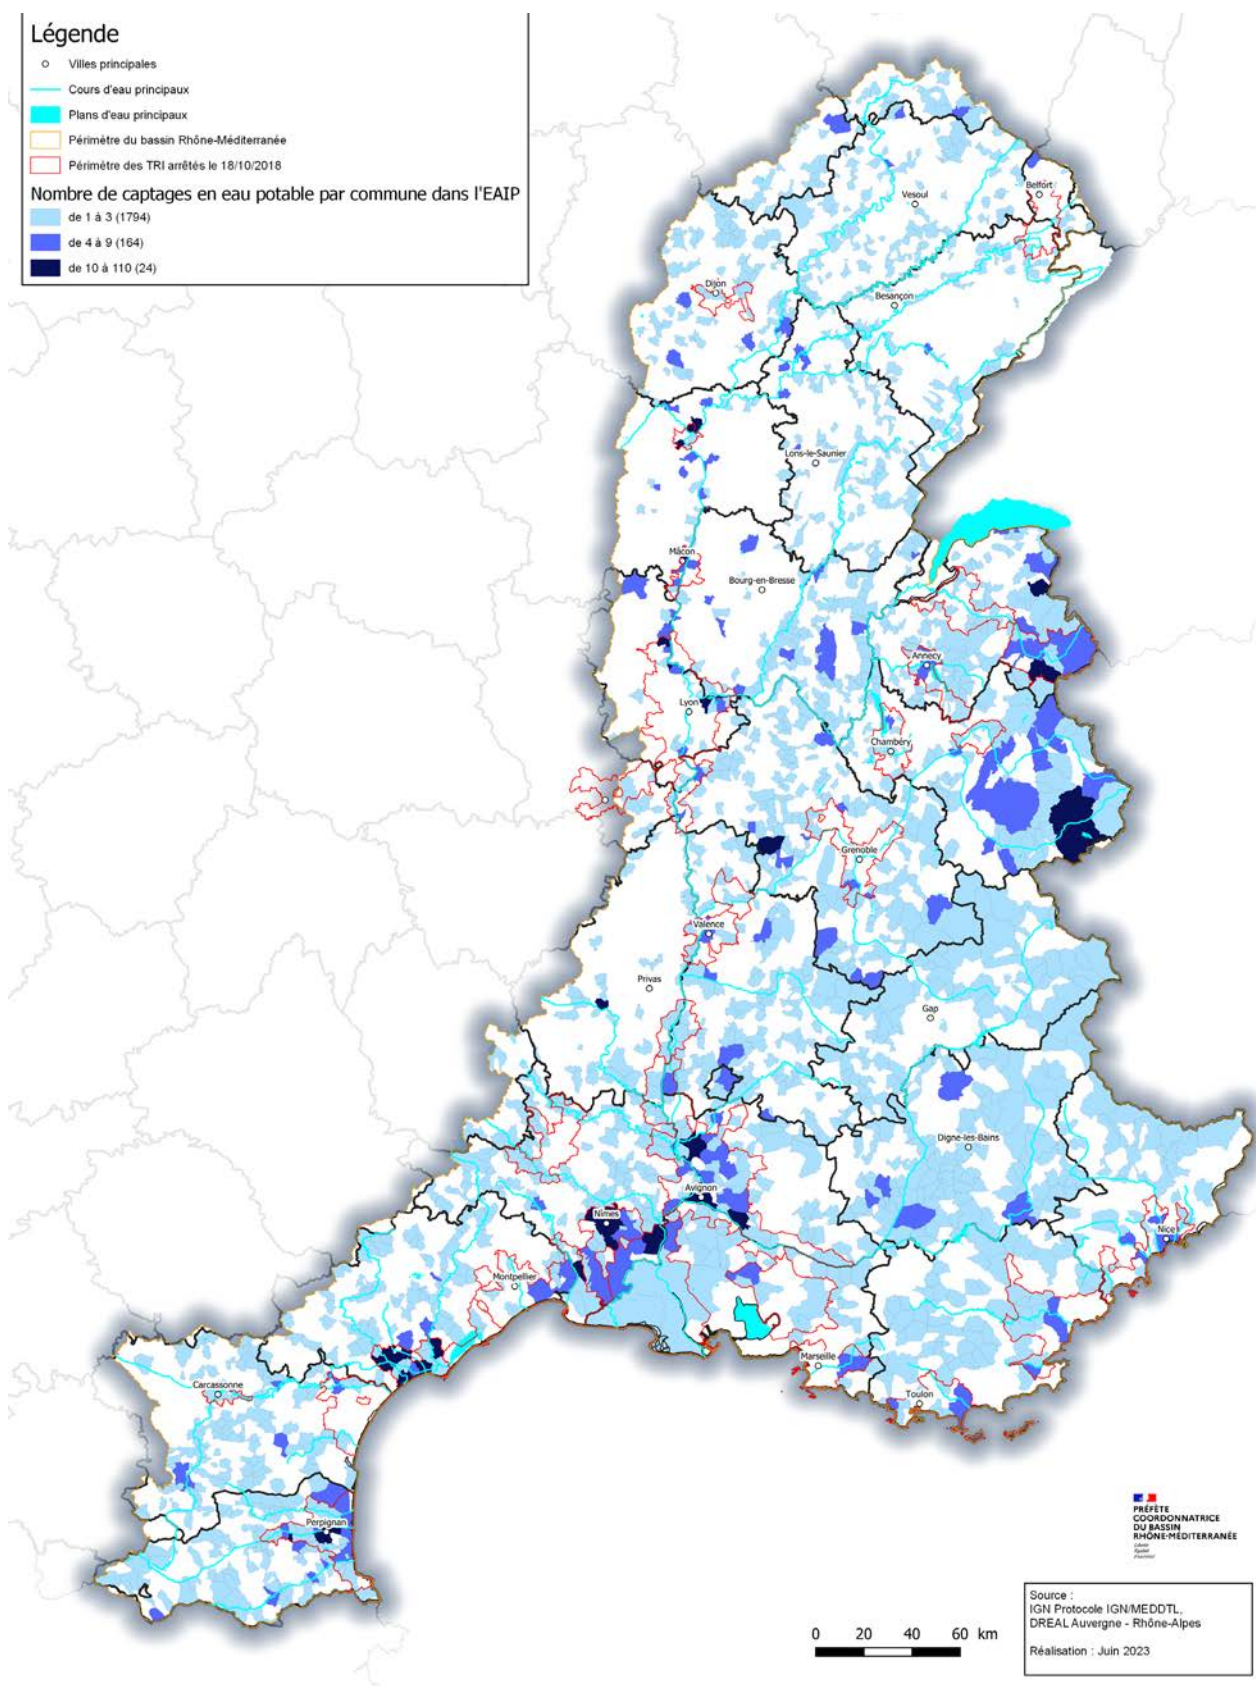 Légende
Villes principales
Cours d'eau principaux
Plans d'eau principaux
Périmètre du bassin Rhône-Méditerranée
Périmètre des TRI arrêtés le 18/10/2018
Nombre de captages en eau potable par commune dans l'EAIP
de 1 à 3 (1794)
de 4 à 9 (164)
de 10 à 110 (24)
Belfort
Vesoul
Dijon
Besançon
Lons-le-Saunier
Mâcon
Bourg-en-Bresse
Annecy
Lyon
Chambéry
Grenoble
Valence
Privas
Gap
Digne-les-Bains
Avignon
Nîmes
Nice
Montpellier
Marseille
Carcassonne
Toulon
Perpignan
PRÉFÈTE
COORDONNATRICE
DU BASSIN
RHÔNE-MÉDITERRANÉE
Liberté
Égalité
Fraternité
Source :
IGN Protocole IGN/MEDDTL,
DREAL Auvergne - Rhône-Alpes
Réalisation : Juin 2023
0 20 40 60 km